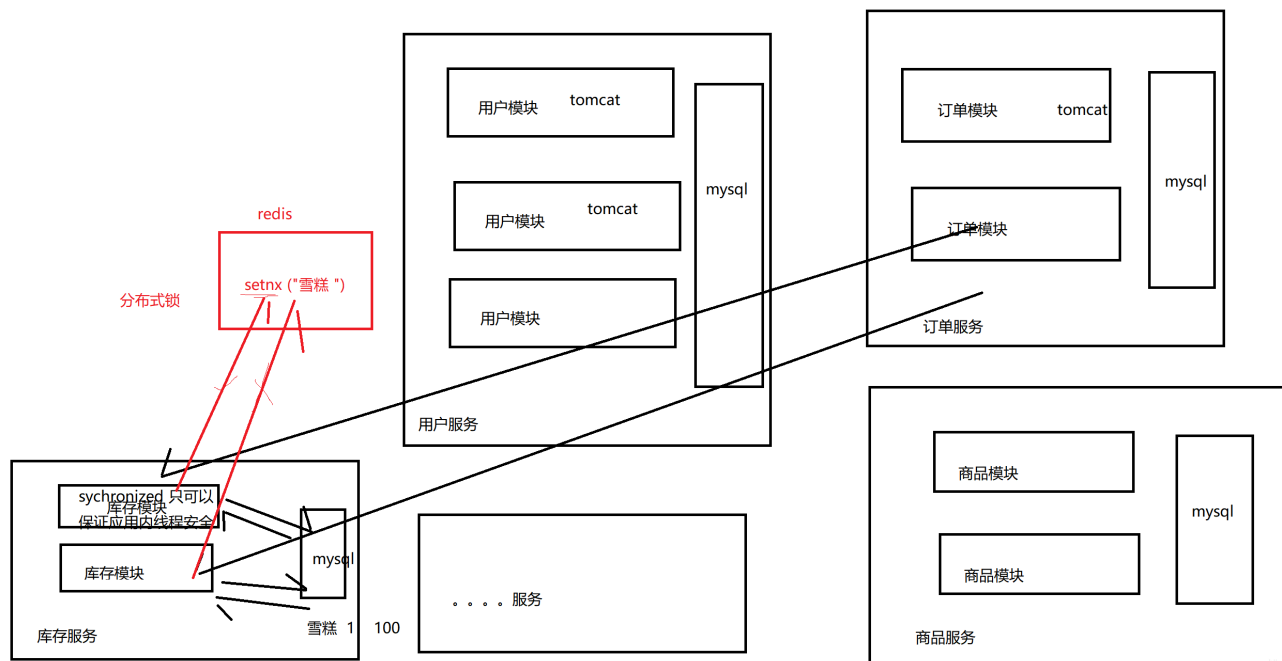 redis
setnx ("雪糕 ")
分布式锁
用户模块 tomcat
用户模块 tomcat
用户模块
mysql
用户服务
订单模块 tomcat
订单模块
mysql
订单服务
sychronized 只可以
库存模块
保证应用内线程安全
库存模块
mysql
雪糕 1 100
库存服务
。。。。服务
商品模块
商品模块
mysql
商品服务